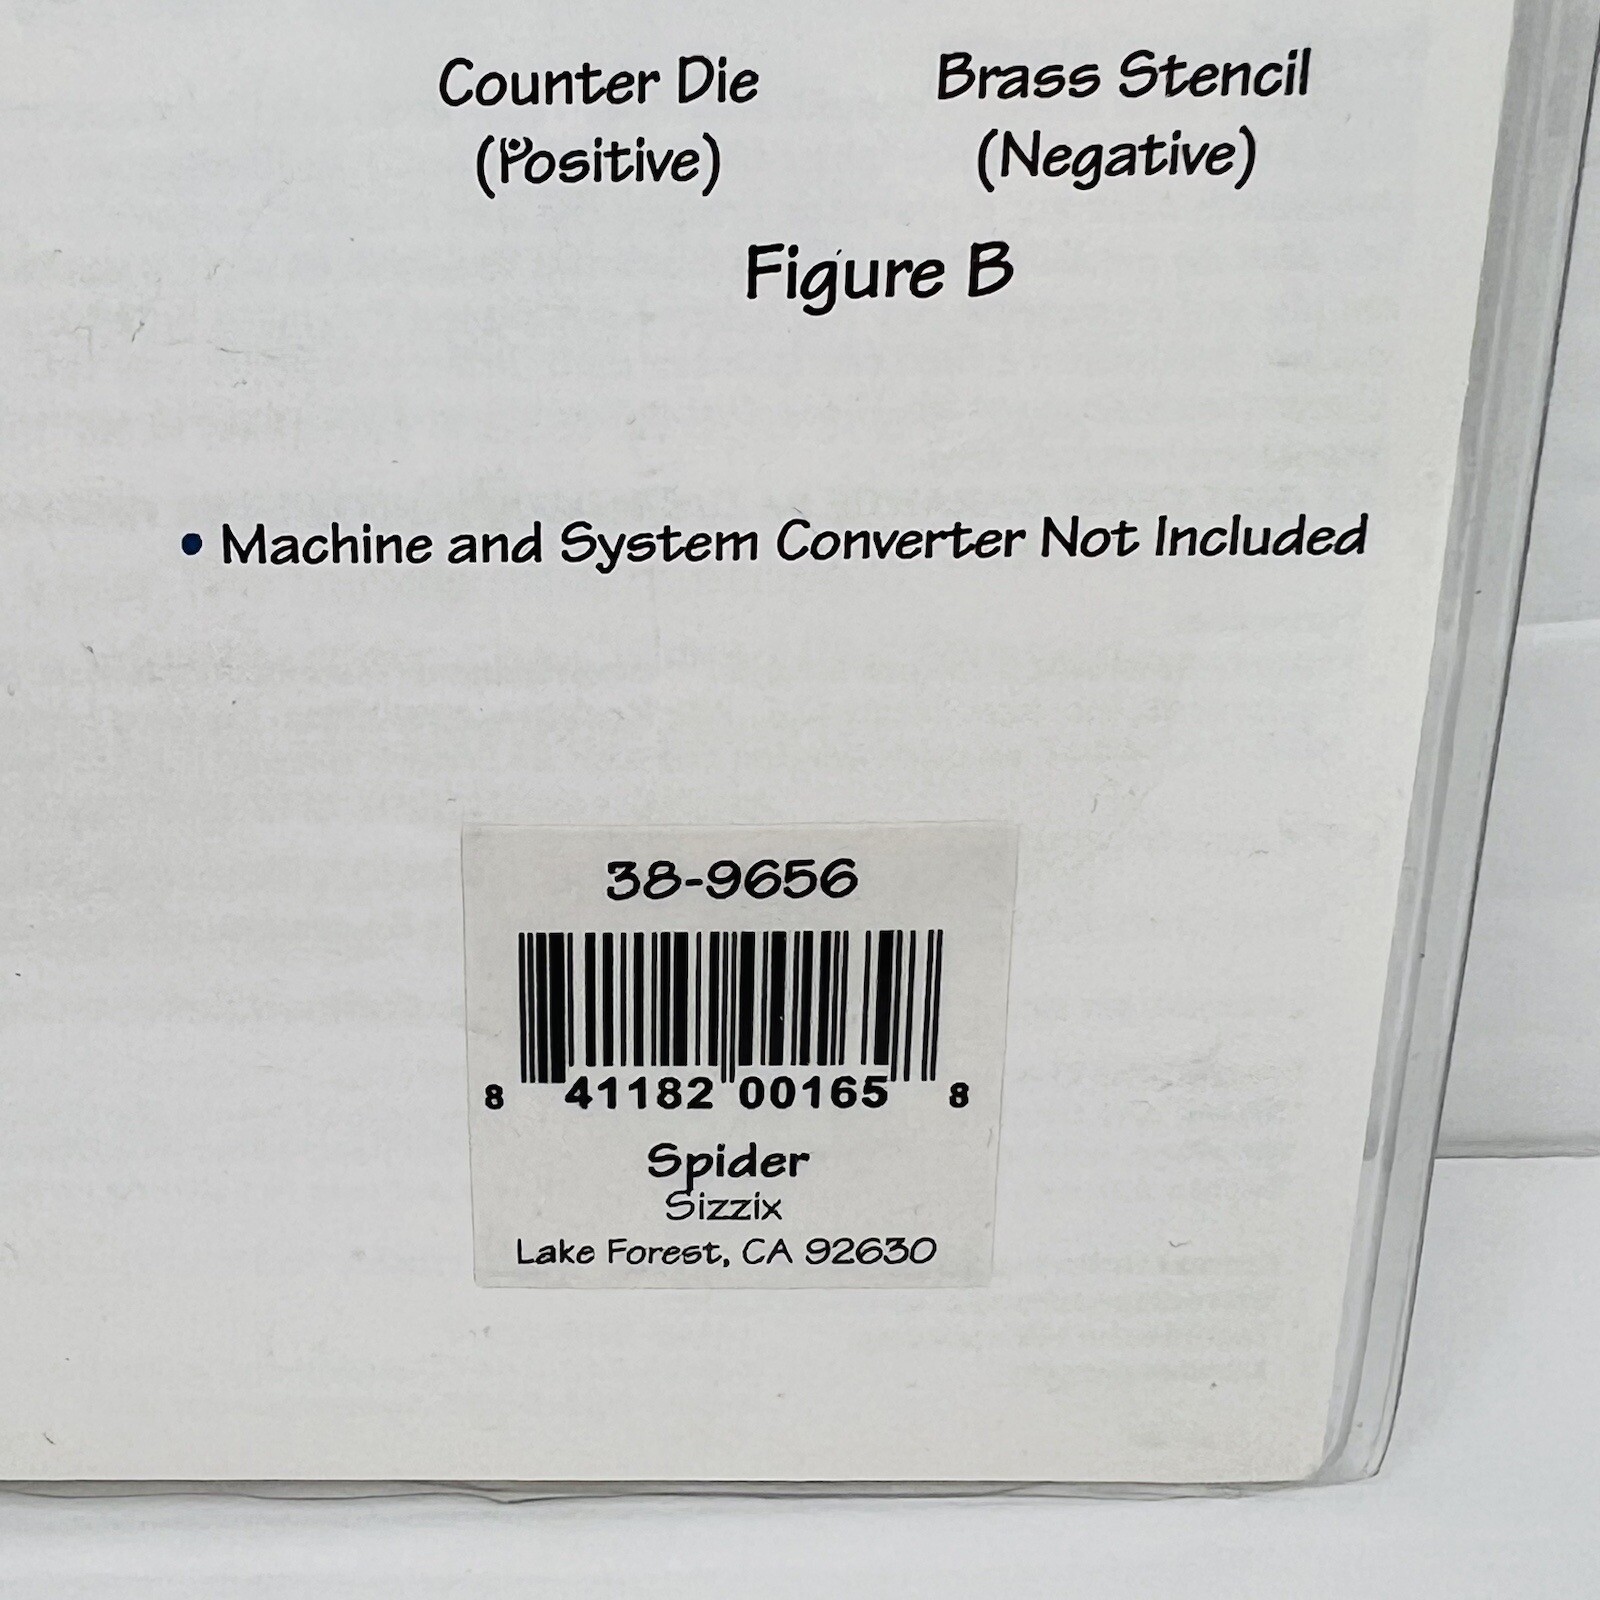 Counter Die
(Positive)
Brass Stencil
(Negative)
Figure B
• Machine and System Converter Not Included
38-9656
8 41182 00165 8
Spider
Sizzix
Lake Forest, CA 92630